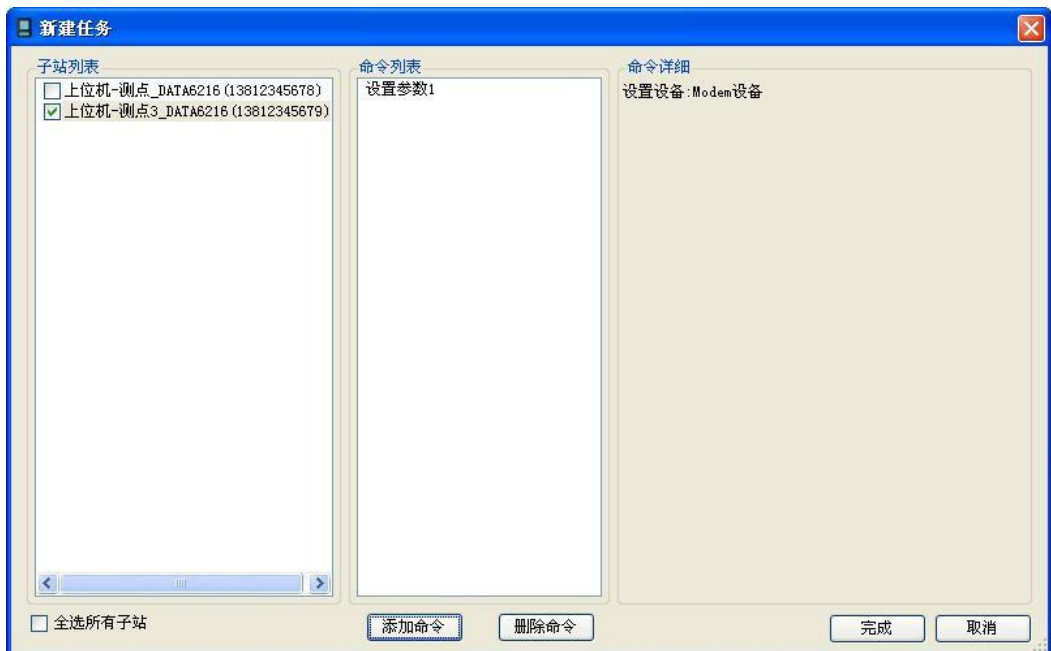 新建任务
子站列表
上位机-测点_DATA6216(13812345678)
上位机-测点3_DATA6216(13812345679)
全选所有子站
命令列表
设置参数1
添加命令 删除命令
命令详细
设置设备:Modem设备
完成 取消